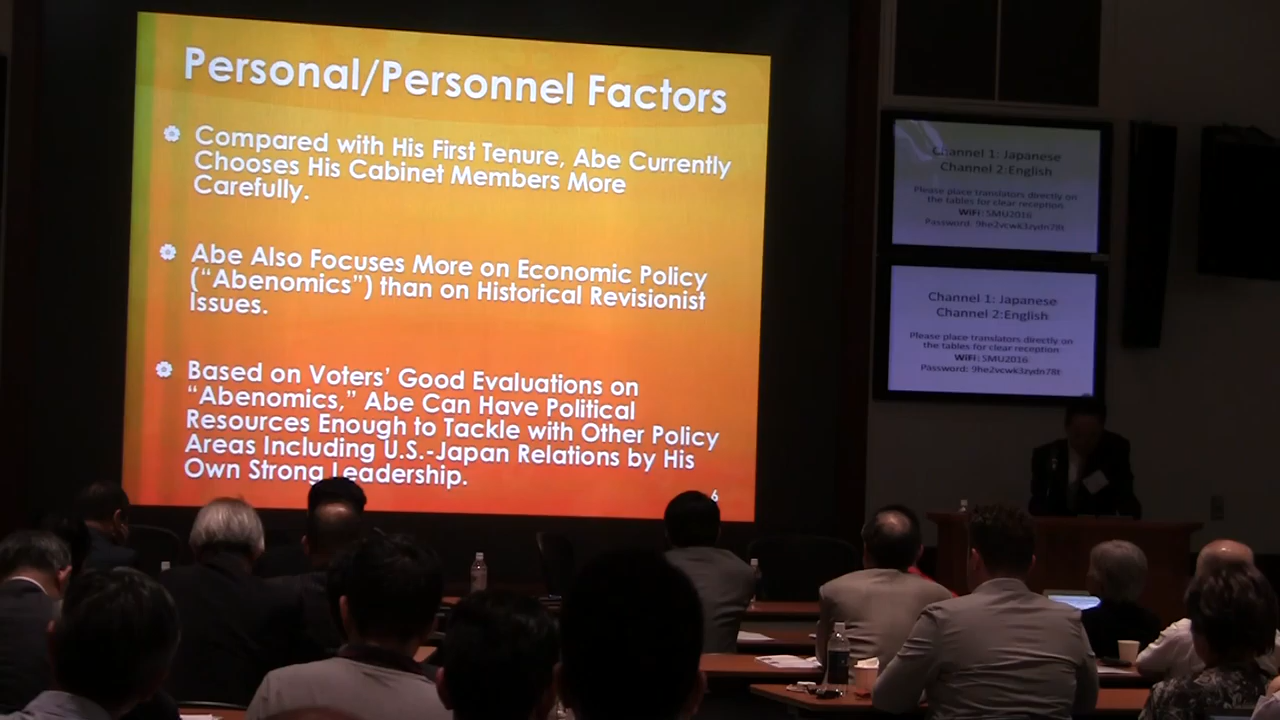 Personal/Personnel Factors
Compared with His First Tenure, Abe Currently
Chooses His Cabinet Members More
Carefully.
Abe Also Focuses More on Economic Policy
("Abenomics") than on Historical Revisionist
Issues.
Based on Voters' Good Evaluations on
"Abenomics," Abe Can Have Political
Resources Enough to Tackle with Other Policy
Areas Including U.S.-Japan Relations by His
Own Strong Leadership.
6
Channel 1: Japanese
Channel 2:English
Please place translators directly on
the tables for clear reception
WiFi: SMU2016
Password:
Channel 1: Japanese
Channel 2:English
Please place translators directly on
the tables for clear reception
WiFi: SMU2016
Password: